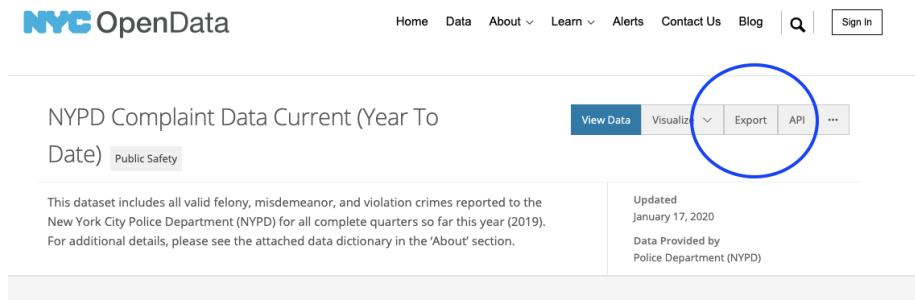 NYC OpenData Home Data About Learn Alerts Contact Us Blog Sign In
NYPD Complaint Data Current (Year To
Date) Public Safety
View Data Visualize Export API ...
This dataset includes all valid felony, misdemeanor, and violation crimes reported to the
New York City Police Department (NYPD) for all complete quarters so far this year (2019).
For additional details, please see the attached data dictionary in the 'About' section.
Updated
January 17, 2020
Data Provided by
Police Department (NYPD)